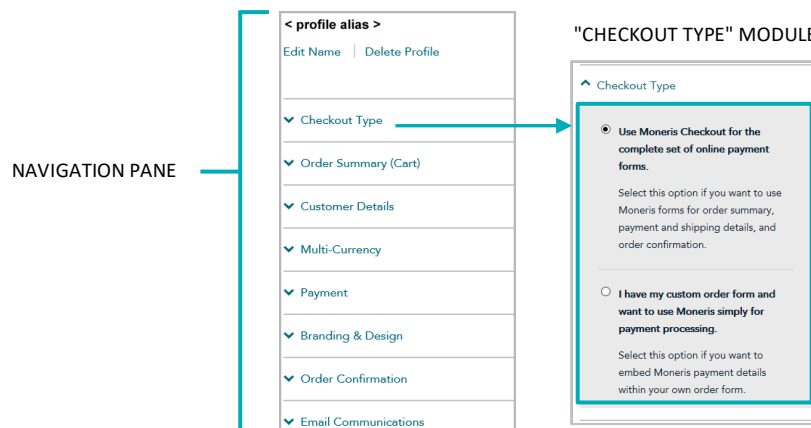 < profile alias >
Edit Name | Delete Profile
Checkout Type
Order Summary (Cart)
Customer Details
Multi-Currency
Payment
Branding & Design
Order Confirmation
Email Communications
NAVIGATION PANE
"CHECKOUT TYPE" MODULE
Checkout Type
Use Moneris Checkout for the
complete set of online payment
forms.
Select this option if you want to use
Moneris forms for order summary,
payment and shipping details, and
order confirmation.
I have my custom order form and
want to use Moneris simply for
payment processing.
Select this option if you want to
embed Moneris payment details
within your own order form.